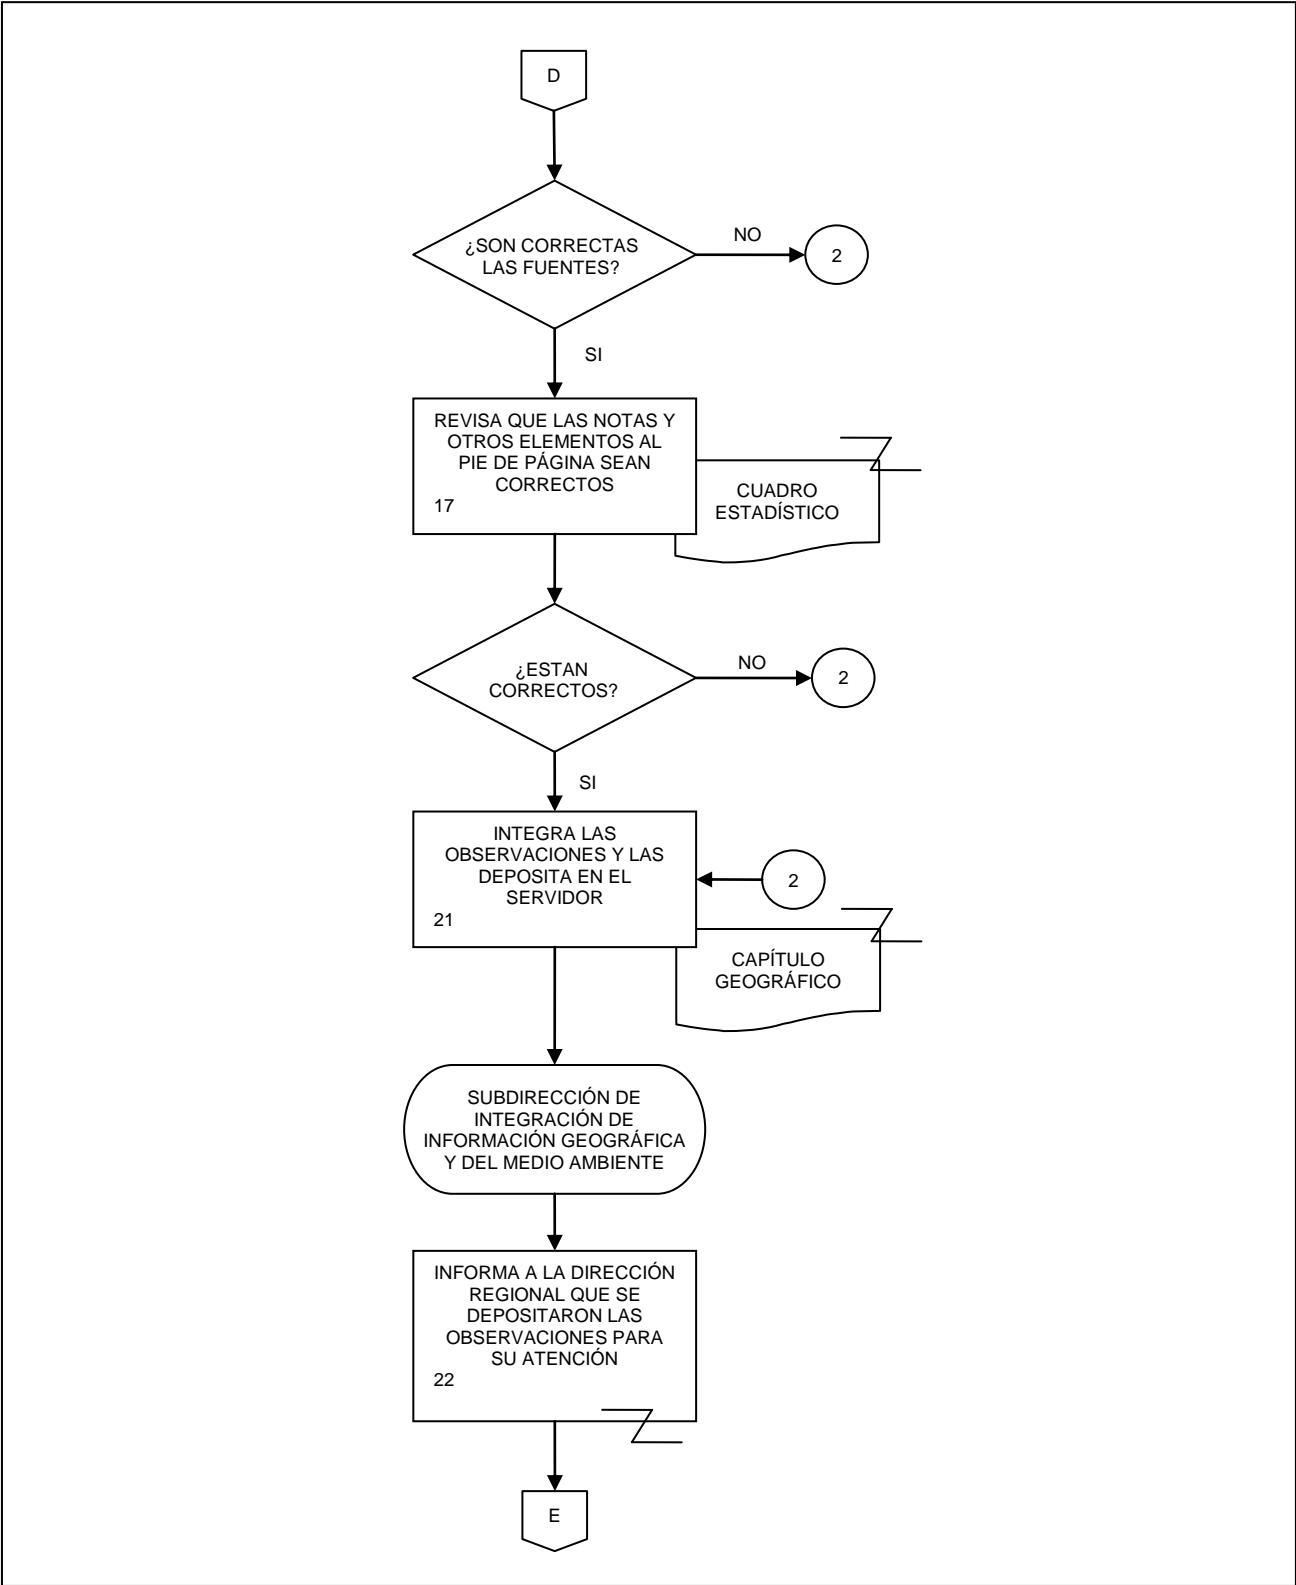 D
¿SON CORRECTAS
LAS FUENTES?
NO
2
SI
REVISA QUE LAS NOTAS Y
OTROS ELEMENTOS AL
PIE DE PÁGINA SEAN
CORRECTOS
17
CUADRO
ESTADÍSTICO
¿ESTAN
CORRECTOS?
NO
2
SI
INTEGRA LAS
OBSERVACIONES Y LAS
DEPOSITA EN EL
SERVIDOR
21
2
CAPÍTULO
GEOGRÁFICO
SUBDIRECCIÓN DE
INTEGRACIÓN DE
INFORMACIÓN GEOGRÁFICA
Y DEL MEDIO AMBIENTE
INFORMA A LA DIRECCIÓN
REGIONAL QUE SE
DEPOSITARON LAS
OBSERVACIONES PARA
SU ATENCIÓN
22
E